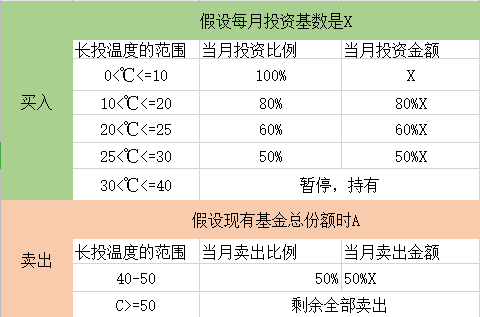 假设每月投资基数是X
买入
长投温度的范围 当月投资比例 当月投资金额
0<℃<=10 100% X
10<℃<=20 80% 80%X
20<℃<=25 60% 60%X
25<℃<=30 50% 50%X
30<℃<=40 暂停，持有
假设现有基金总份额时A
卖出
长投温度的范围 当月卖出比例 当月卖出金额
40-50 50% 50%X
C>=50 剩余全部卖出